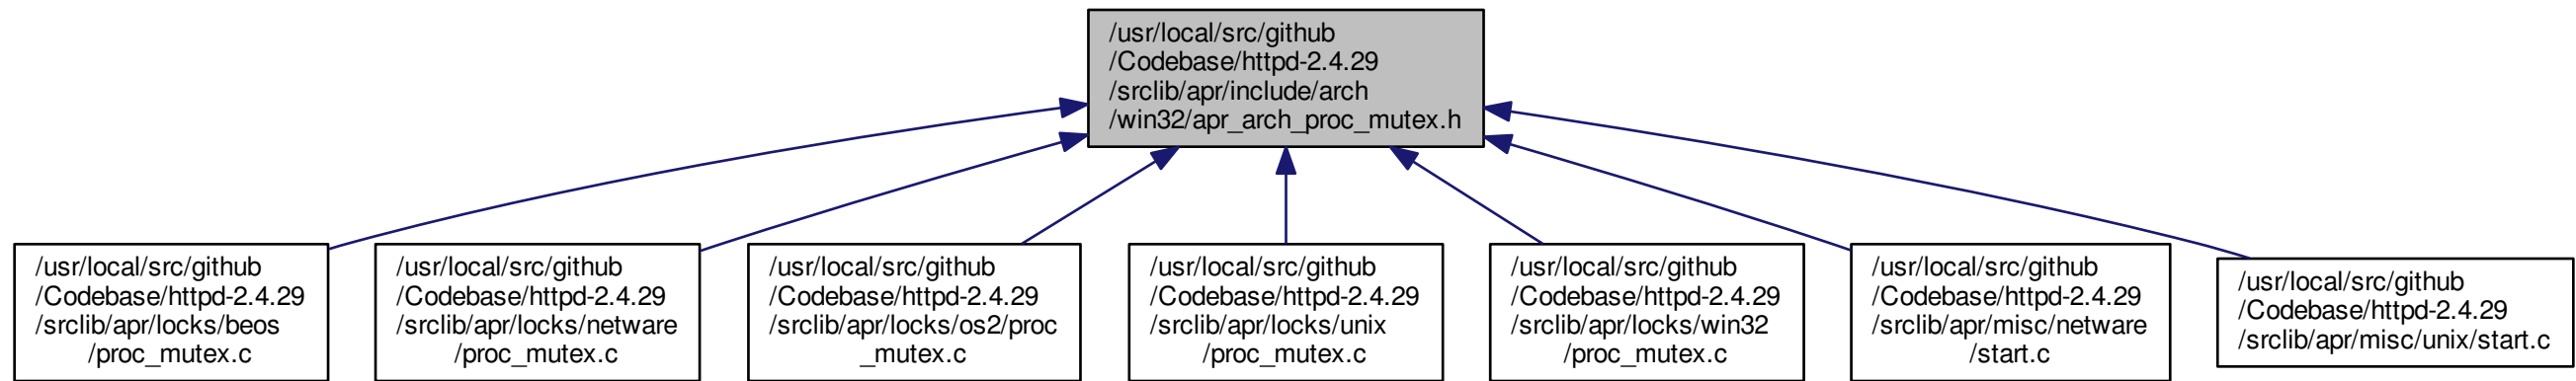 /usr/local/src/github
/Codebase/httpd-2.4.29
/srclib/apr/include/arch
/win32/apr_arch_proc_mutex.h
/usr/local/src/github
/Codebase/httpd-2.4.29
/srclib/apr/locks/beos
/proc_mutex.c
/usr/local/src/github
/Codebase/httpd-2.4.29
/srclib/apr/locks/netware
/proc_mutex.c
/usr/local/src/github
/Codebase/httpd-2.4.29
/srclib/apr/locks/os2/proc
_mutex.c
/usr/local/src/github
/Codebase/httpd-2.4.29
/srclib/apr/locks/unix
/proc_mutex.c
/usr/local/src/github
/Codebase/httpd-2.4.29
/srclib/apr/locks/win32
/proc_mutex.c
/usr/local/src/github
/Codebase/httpd-2.4.29
/srclib/apr/misc/netware
/start.c
/usr/local/src/github
/Codebase/httpd-2.4.29
/srclib/apr/misc/unix/start.c